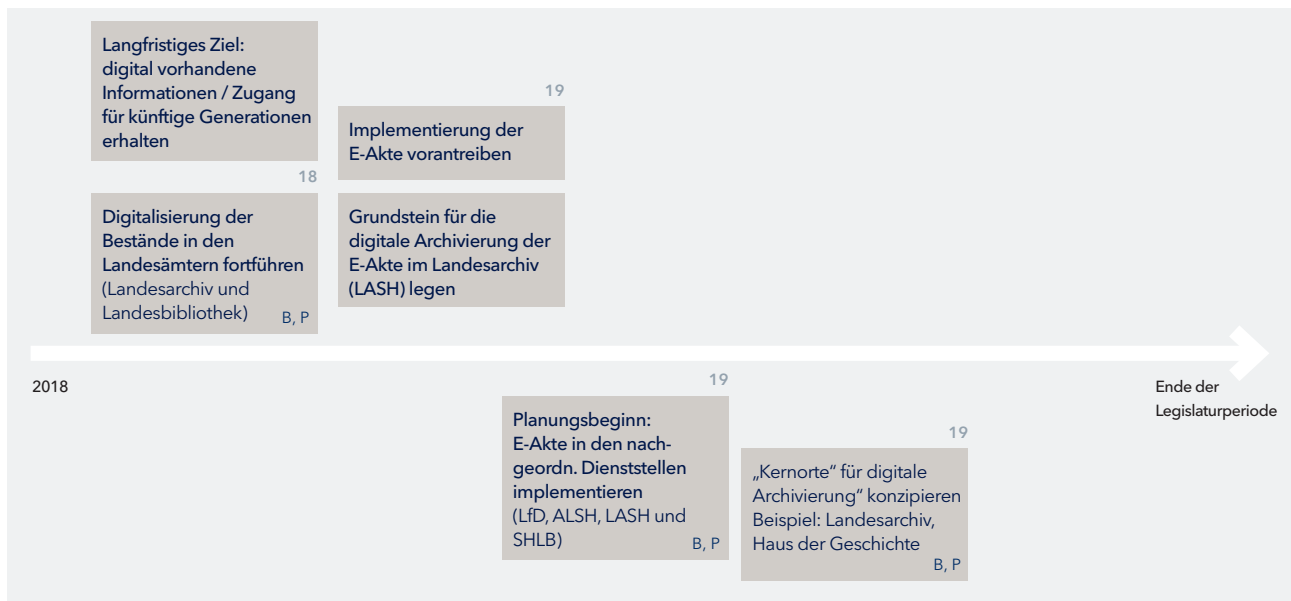 Langfristiges Ziel:
digital vorhandene
Informationen / Zugang
für künftige Generationen
erhalten
18
Digitalisierung der
Bestände in den
Landesämtern fortführen
(Landesarchiv und
Landesbibliothek)
B, P
19
Implementierung der
E-Akte vorantreiben
Grundstein für die
digitale Archivierung der
E-Akte im Landesarchiv
(LASH) legen
2018
Ende der
Legislaturperiode
19
Planungsbeginn:
E-Akte in den nach-
geordn. Dienststellen
implementieren
(LfD, ALSH, LASH und
SHLB)
B, P
19
„Kernorte“ für digitale
Archivierung“ konzipieren
Beispiel: Landesarchiv,
Haus der Geschichte
B, P